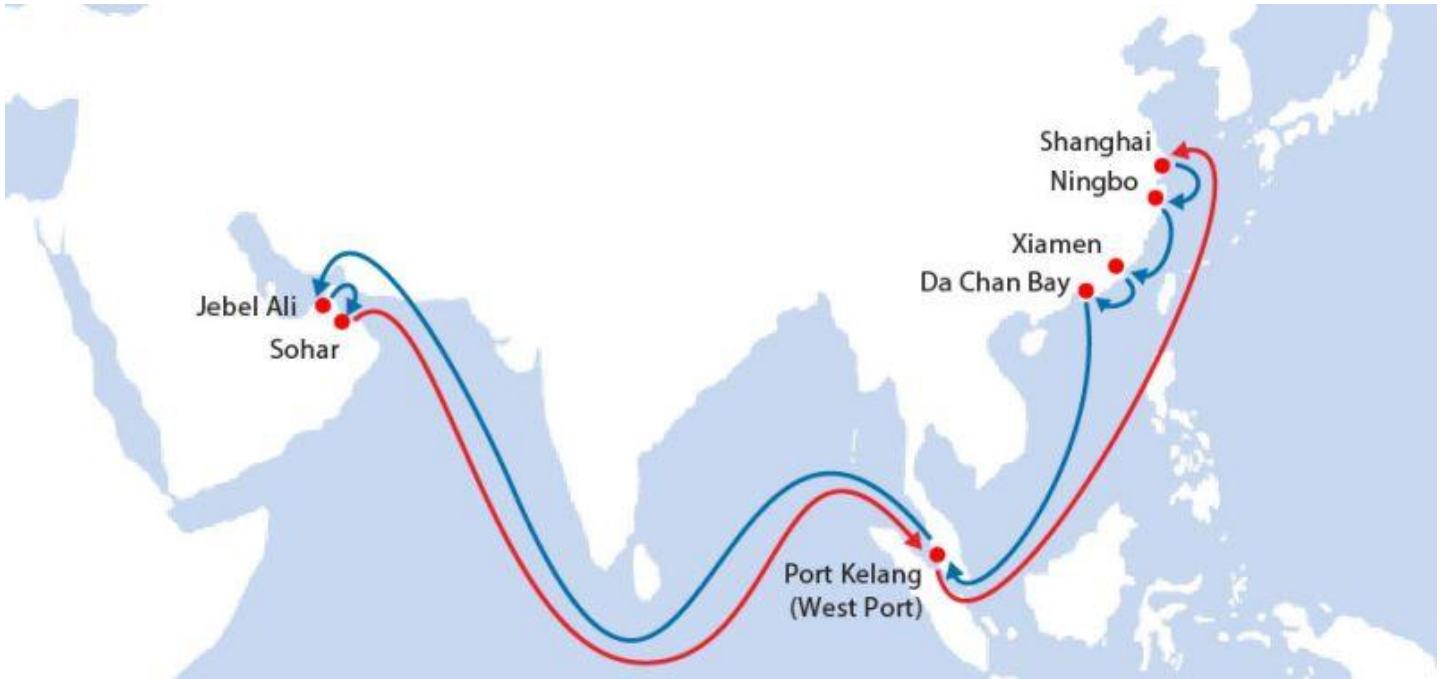 Shanghai
Ningbo
Xiamen
Da Chan Bay
Jebel Ali
Sohar
Port Kelang
(West Port)